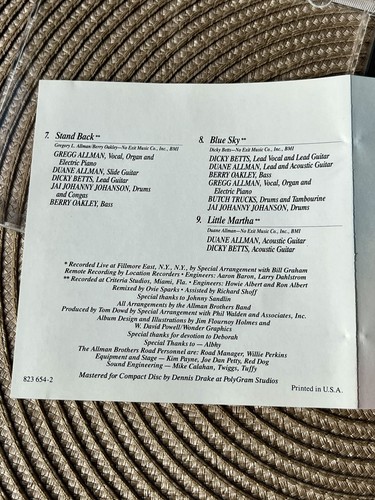 7. Stand Back**
Gregory L. Allman/Berry Oakley—No Exit Music Co., Inc., BMI
GREGG ALLMAN, Vocal, Organ and
Electric Piano
DUANE ALLMAN, Slide Guitar
DICKY BETTS, Lead Guitar
JAI JOHANNY JOHANSON, Drums
and Congas
BERRY OAKLEY, Bass
8. Blue Sky**
Dicky Betts—No Exit Music Co., Inc., BMI
DICKY BETTS, Lead Vocal and Lead Guitar
DUANE ALLMAN, Lead and Acoustic Guitar
BERRY OAKLEY, Bass
GREGG ALLMAN, Vocal, Organ and
Electric Piano
BUTCH TRUCKS, Drums and Tambourine
JAI JOHANNY JOHANSON, Drums
9. Little Martha**
Duane Allman—No Exit Music Co., Inc., BMI
DUANE ALLMAN, Acoustic Guitar
DICKY BETTS, Acoustic Guitar
* Recorded Live at Fillmore East, N.Y., N.Y., by Special Arrangement with Bill Graham
Remote Recording by Location Recorders • Engineers: Aaron Baron, Larry Dahlstrom
** Recorded at Criteria Studios, Miami, Fla. • Engineers: Howie Albert and Ron Albert
Remixed by Ovie Sparks • Assisted by Richard Shoff
Special thanks to Johnny Sandlin
All Arrangements by the Allman Brothers Band
Produced by Tom Dowd by Special Arrangement with Phil Walden and Associates, Inc.
Album Design and Illustrations by Jim Flournoy Holmes and
W. David Powell/Wonder Graphics
Special thanks for devotion to Deborah
Special Thanks to — Albhy
The Allman Brothers Road Personnel are: Road Manager, Willie Perkins
Equipment and Stage — Kim Payne, Joe Dan Petty, Red Dog
Sound Engineering — Mike Calahan, Twiggs, Tuffy
823 654-2
Mastered for Compact Disc by Dennis Drake at PolyGram Studios
Printed in U.S.A.